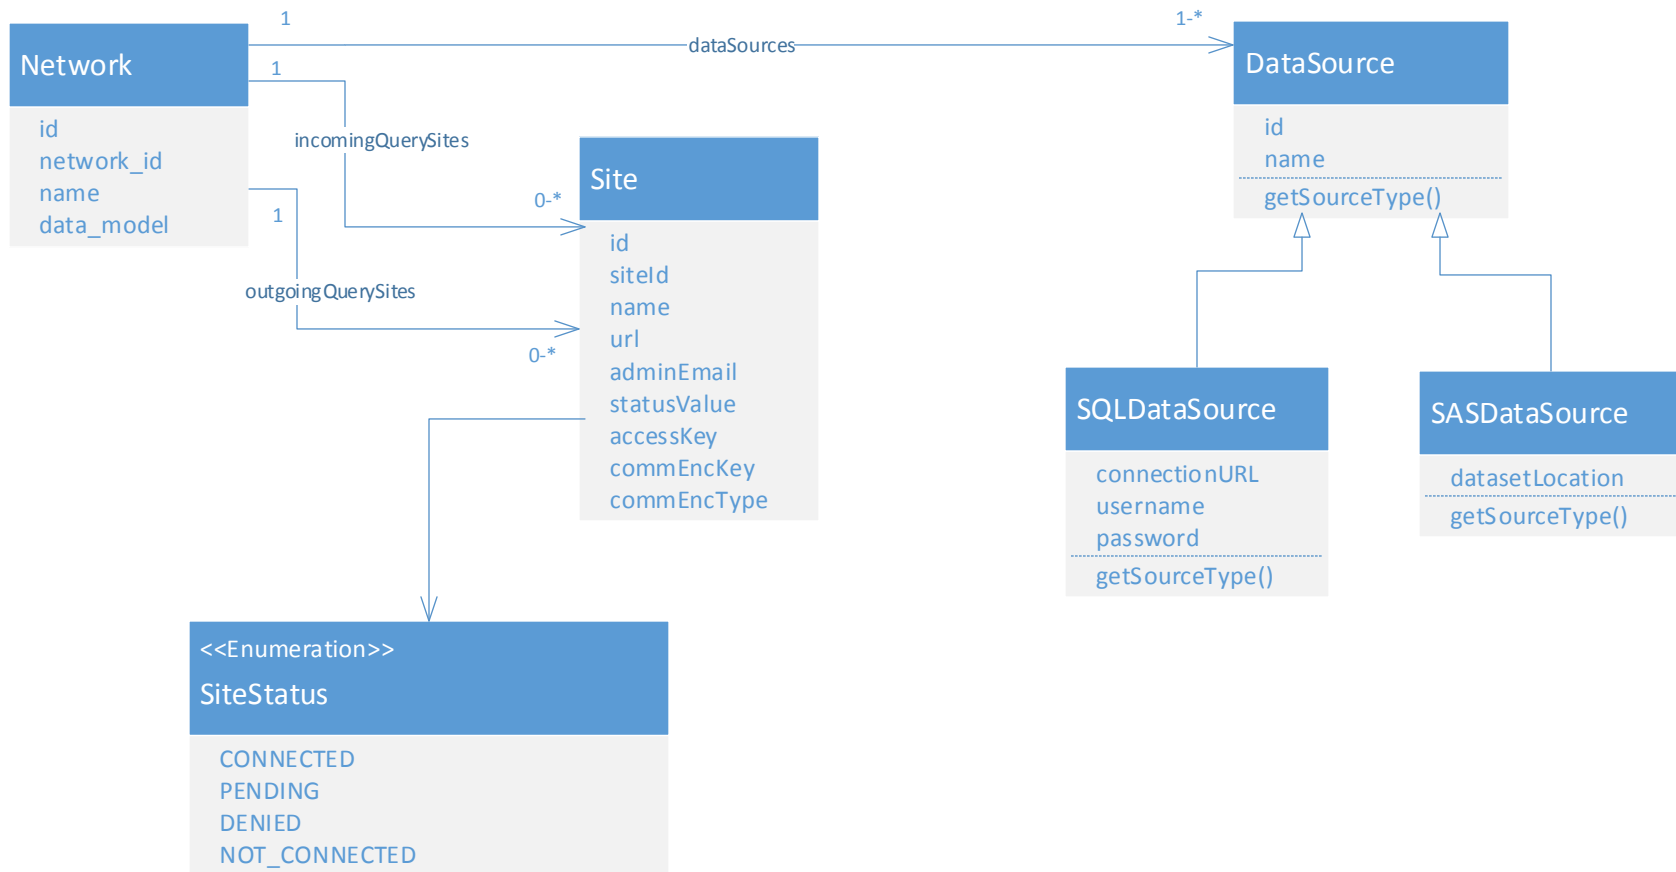 1
1-*
dataSources
Network
1
id
network_id
name
data_model
1
incomingQuerySites
0-*
outgoingQuerySites
0-*
Site
id
siteId
name
url
adminEmail
statusValue
accessKey
commEncKey
commEncType
DataSource
id
name
getSourceType()
SQLDataSource
connectionURL
username
password
getSourceType()
SASDataSource
datasetLocation
getSourceType()
<<Enumeration>>
SiteStatus
CONNECTED
PENDING
DENIED
NOT_CONNECTED